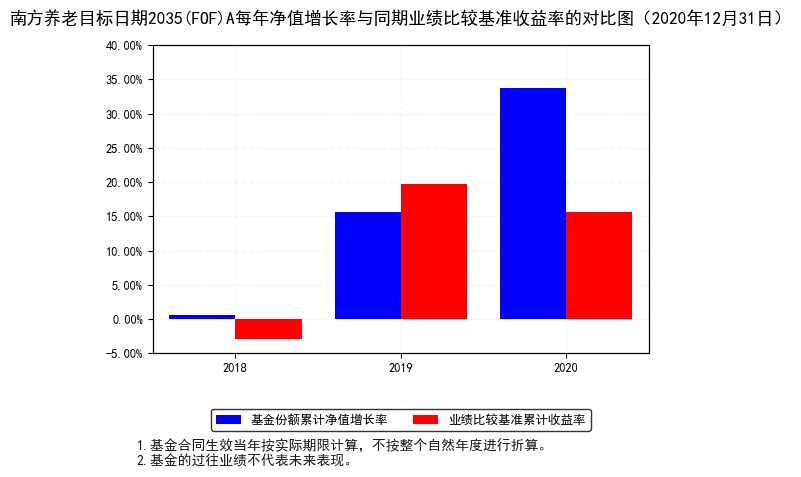 南方养老目标日期2035(FOF)A每年净值增长率与同期业绩比较基准收益率的对比图（2020年12月31日）
40.00%
35.00%
30.00%
25.00%
20.00%
15.00%
10.00%
5.00%
0.00%
-5.00%
2018 2019 2020
基金份额累计净值增长率 业绩比较基准累计收益率
1.基金合同生效当年按实际期限计算，不按整个自然年度进行折算。
2.基金的过往业绩不代表未来表现。